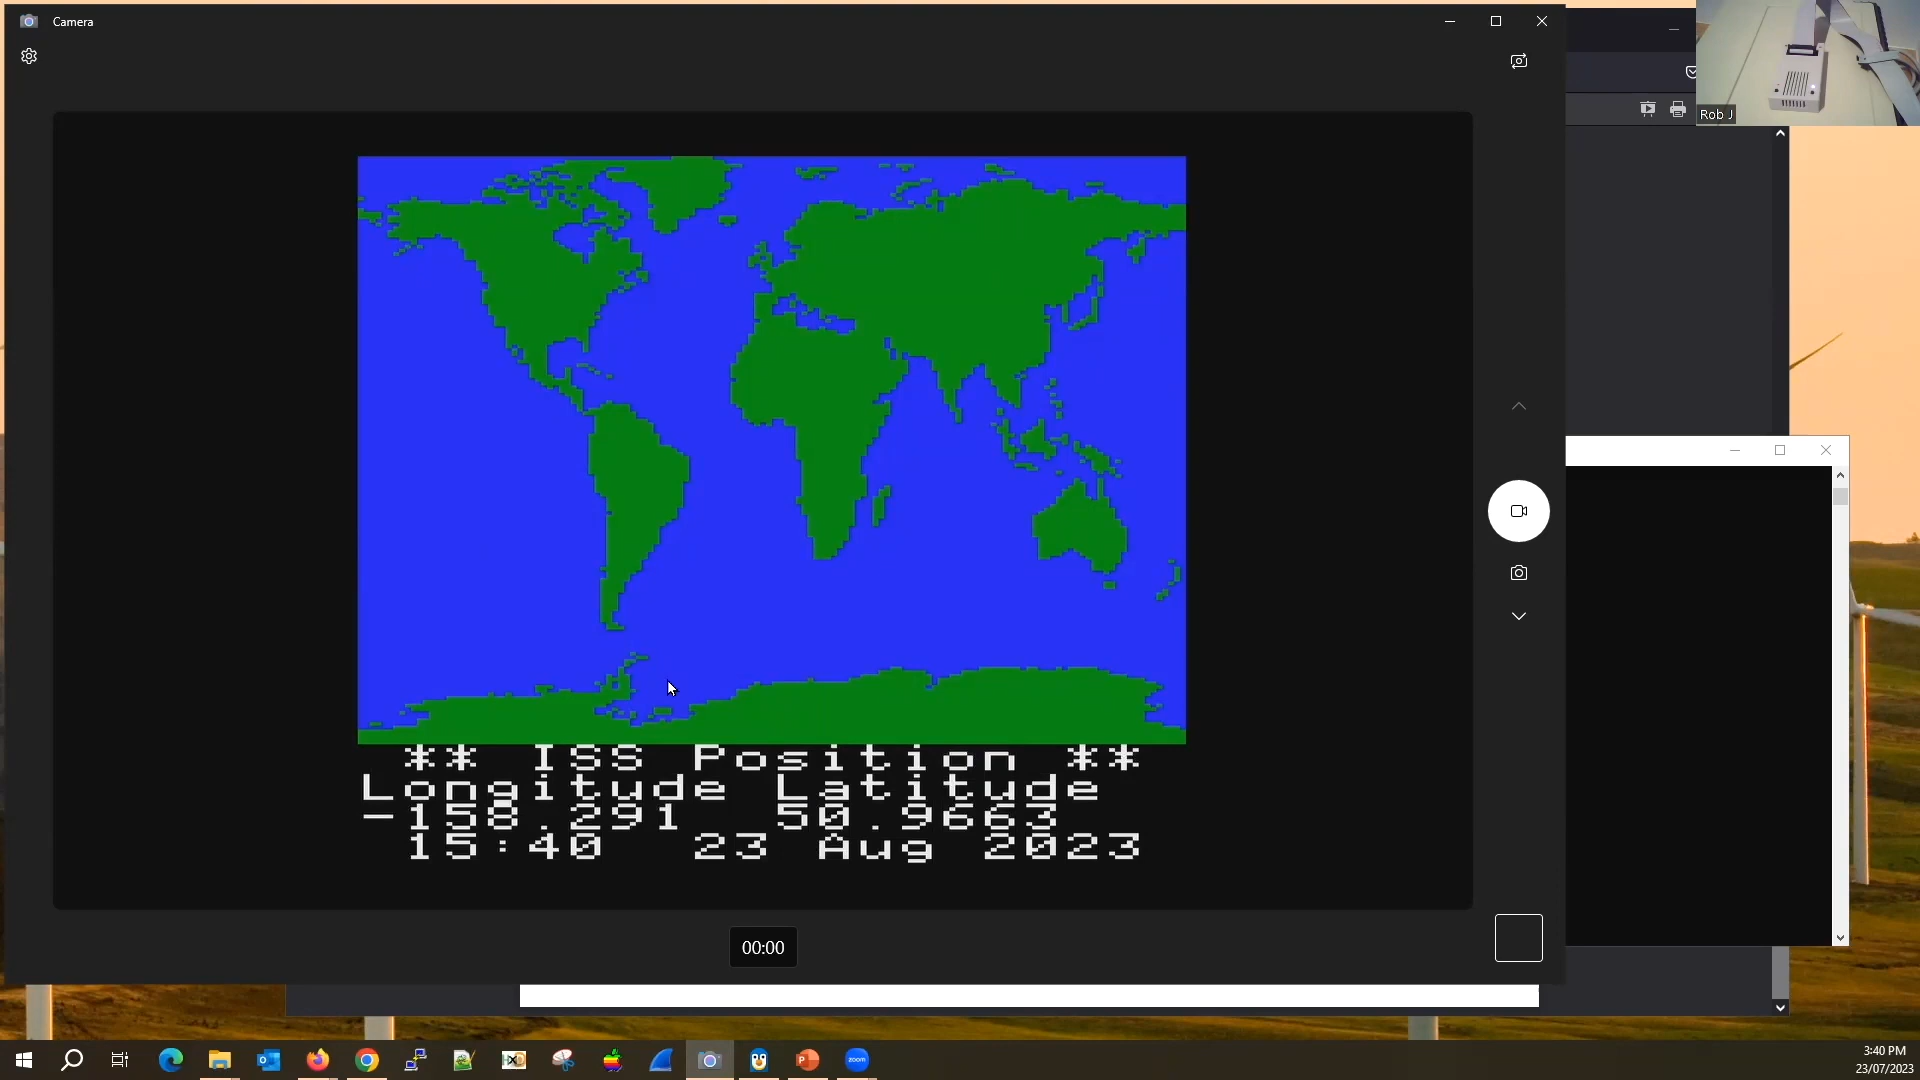 Camera
Rob J
** ISS Position **
Longitude Latitude
-158.291 50.9663
15:40 23 Aug 2023
00:00
zoom
3:40 PM
23/07/2023